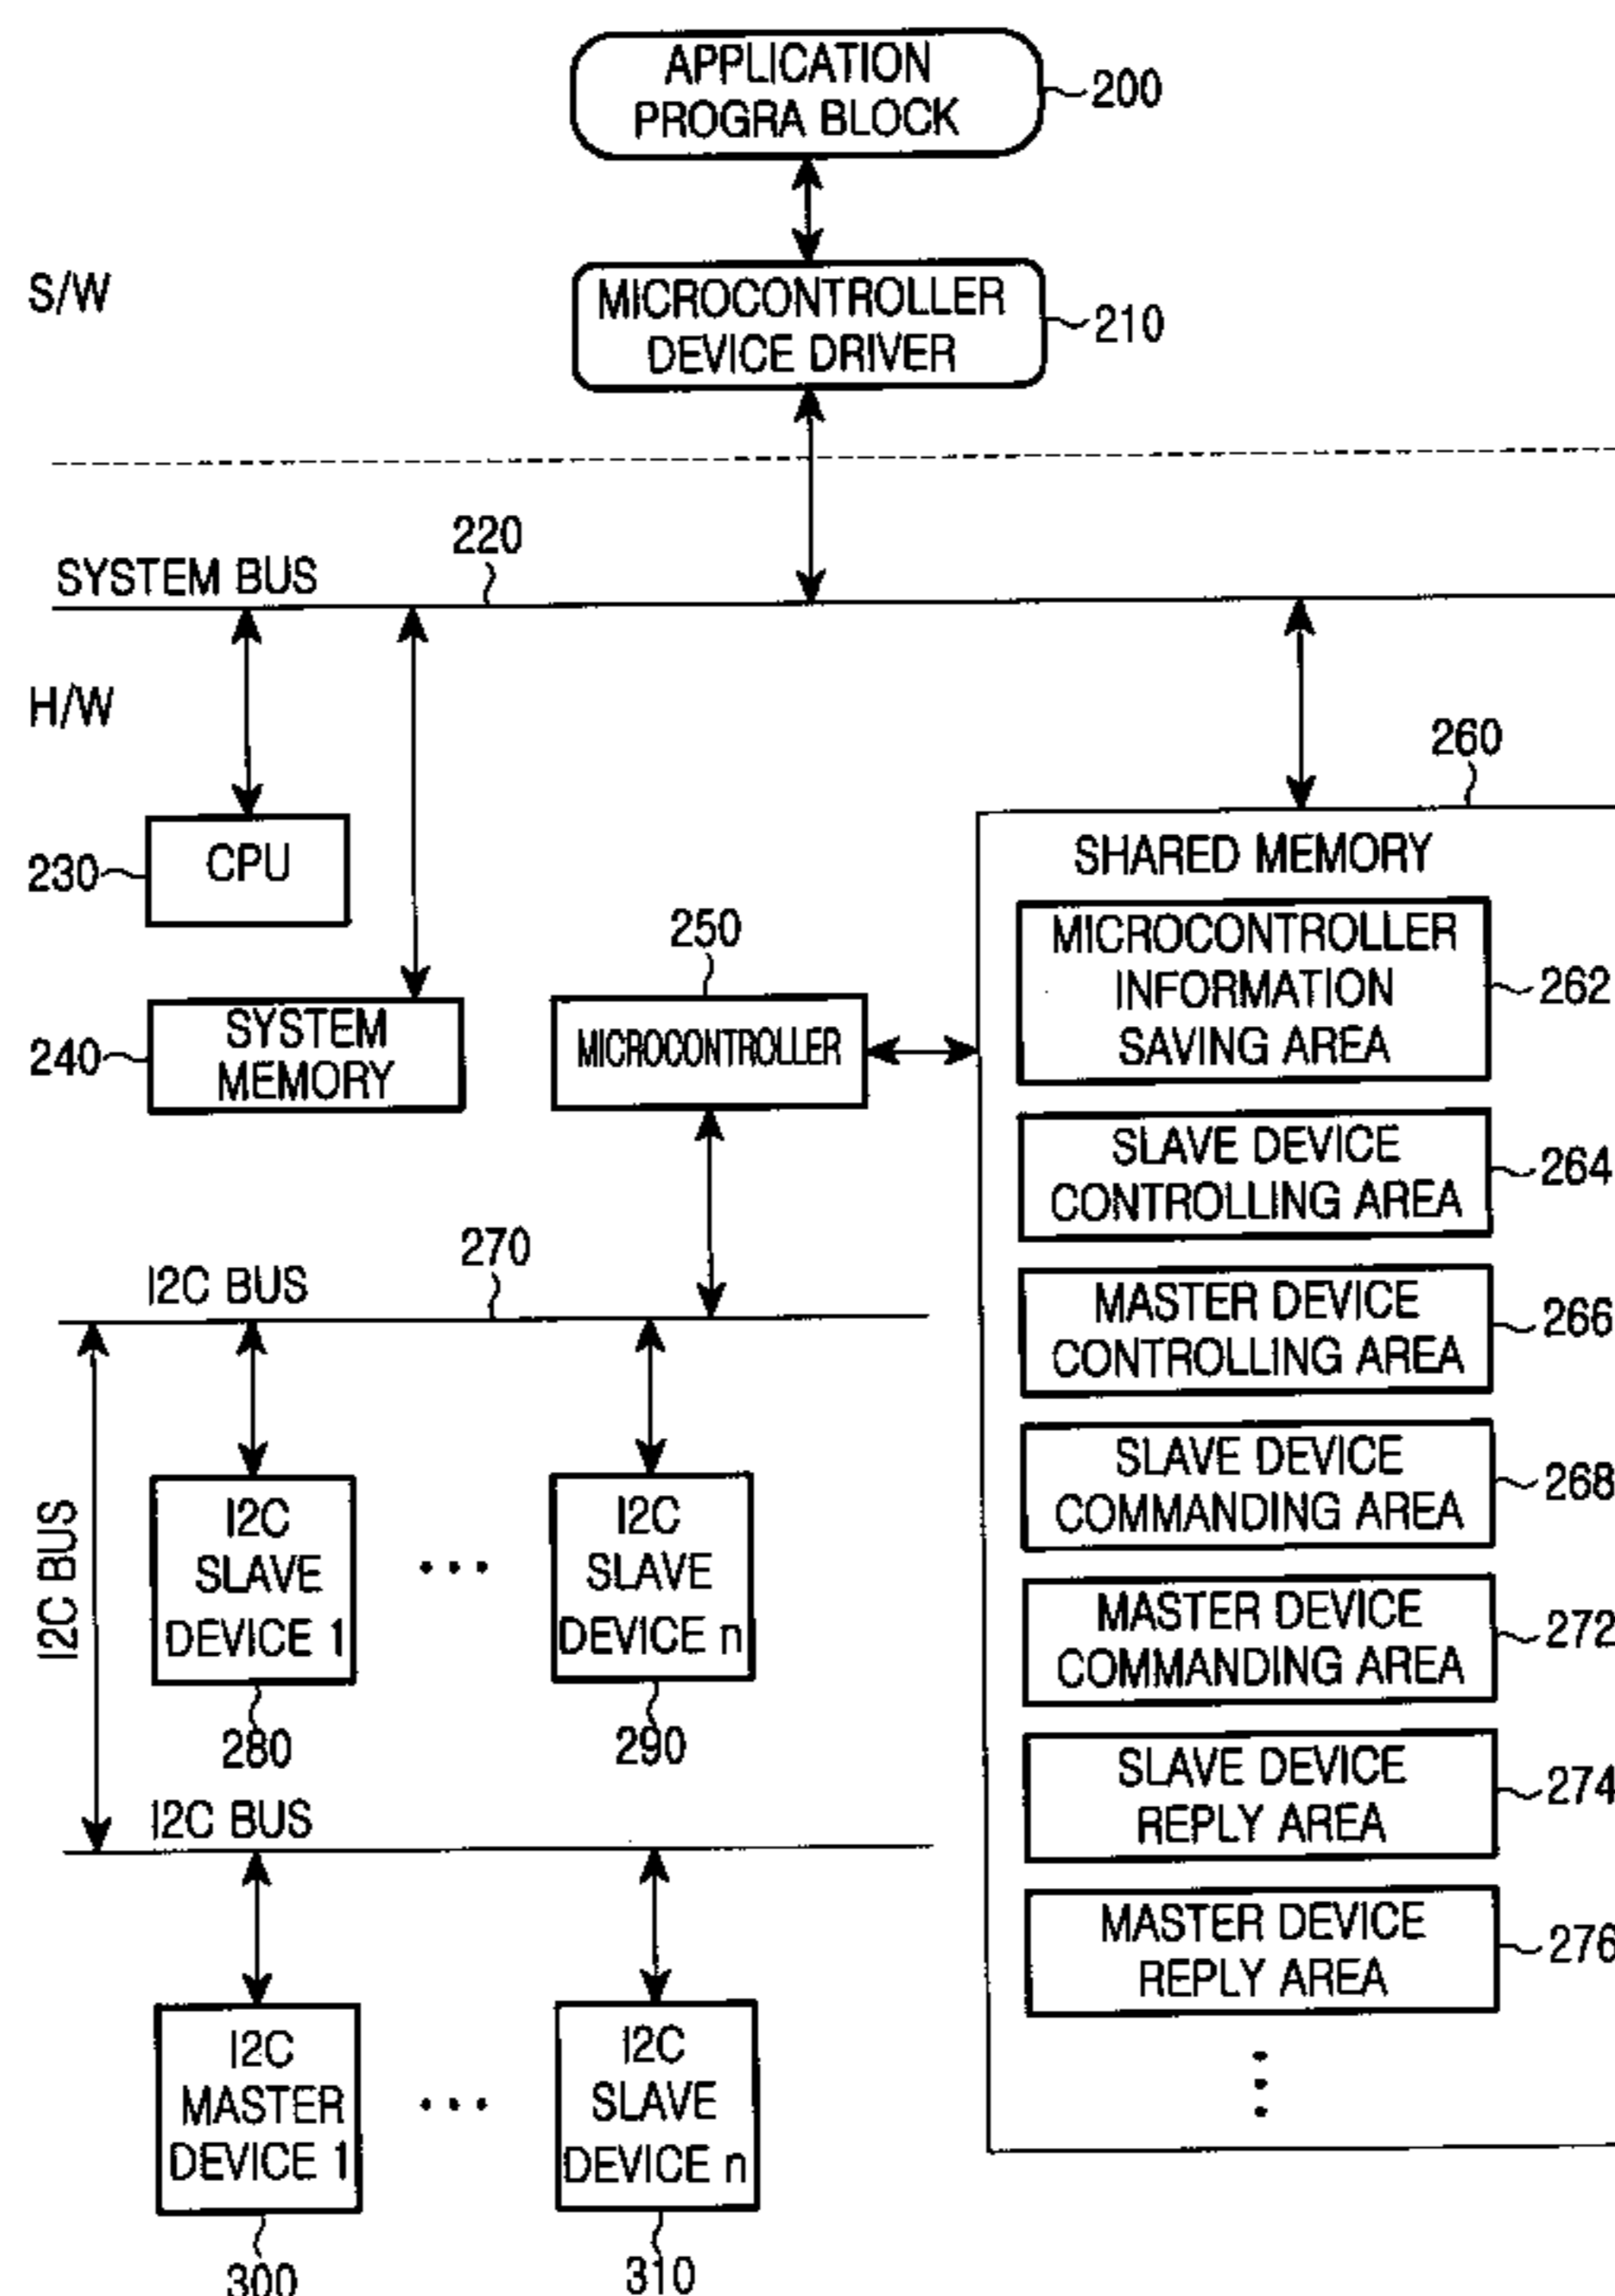 APPLICATION
PROGRA BLOCK
200
S/W
MICROCONTROLLER
DEVICE DRIVER
210
220
SYSTEM BUS
H/W
260
230
CPU
SHARED MEMORY
250
MICROCONTROLLER
INFORMATION
SAVING AREA
262
240
SYSTEM
MEMORY
MICROCONTROLLER
SLAVE DEVICE
CONTROLLING AREA
264
270
I2C BUS
MASTER DEVICE
CONTROLLING AREA
266
I2C BUS
I2C
SLAVE
DEVICE 1
280
...
I2C
SLAVE
DEVICE n
290
SLAVE DEVICE
COMMANDING AREA
268
MASTER DEVICE
COMMANDING AREA
272
SLAVE DEVICE
REPLY AREA
274
I2C BUS
MASTER DEVICE
REPLY AREA
276
I2C
MASTER
DEVICE 1
300
...
I2C
SLAVE
DEVICE n
310